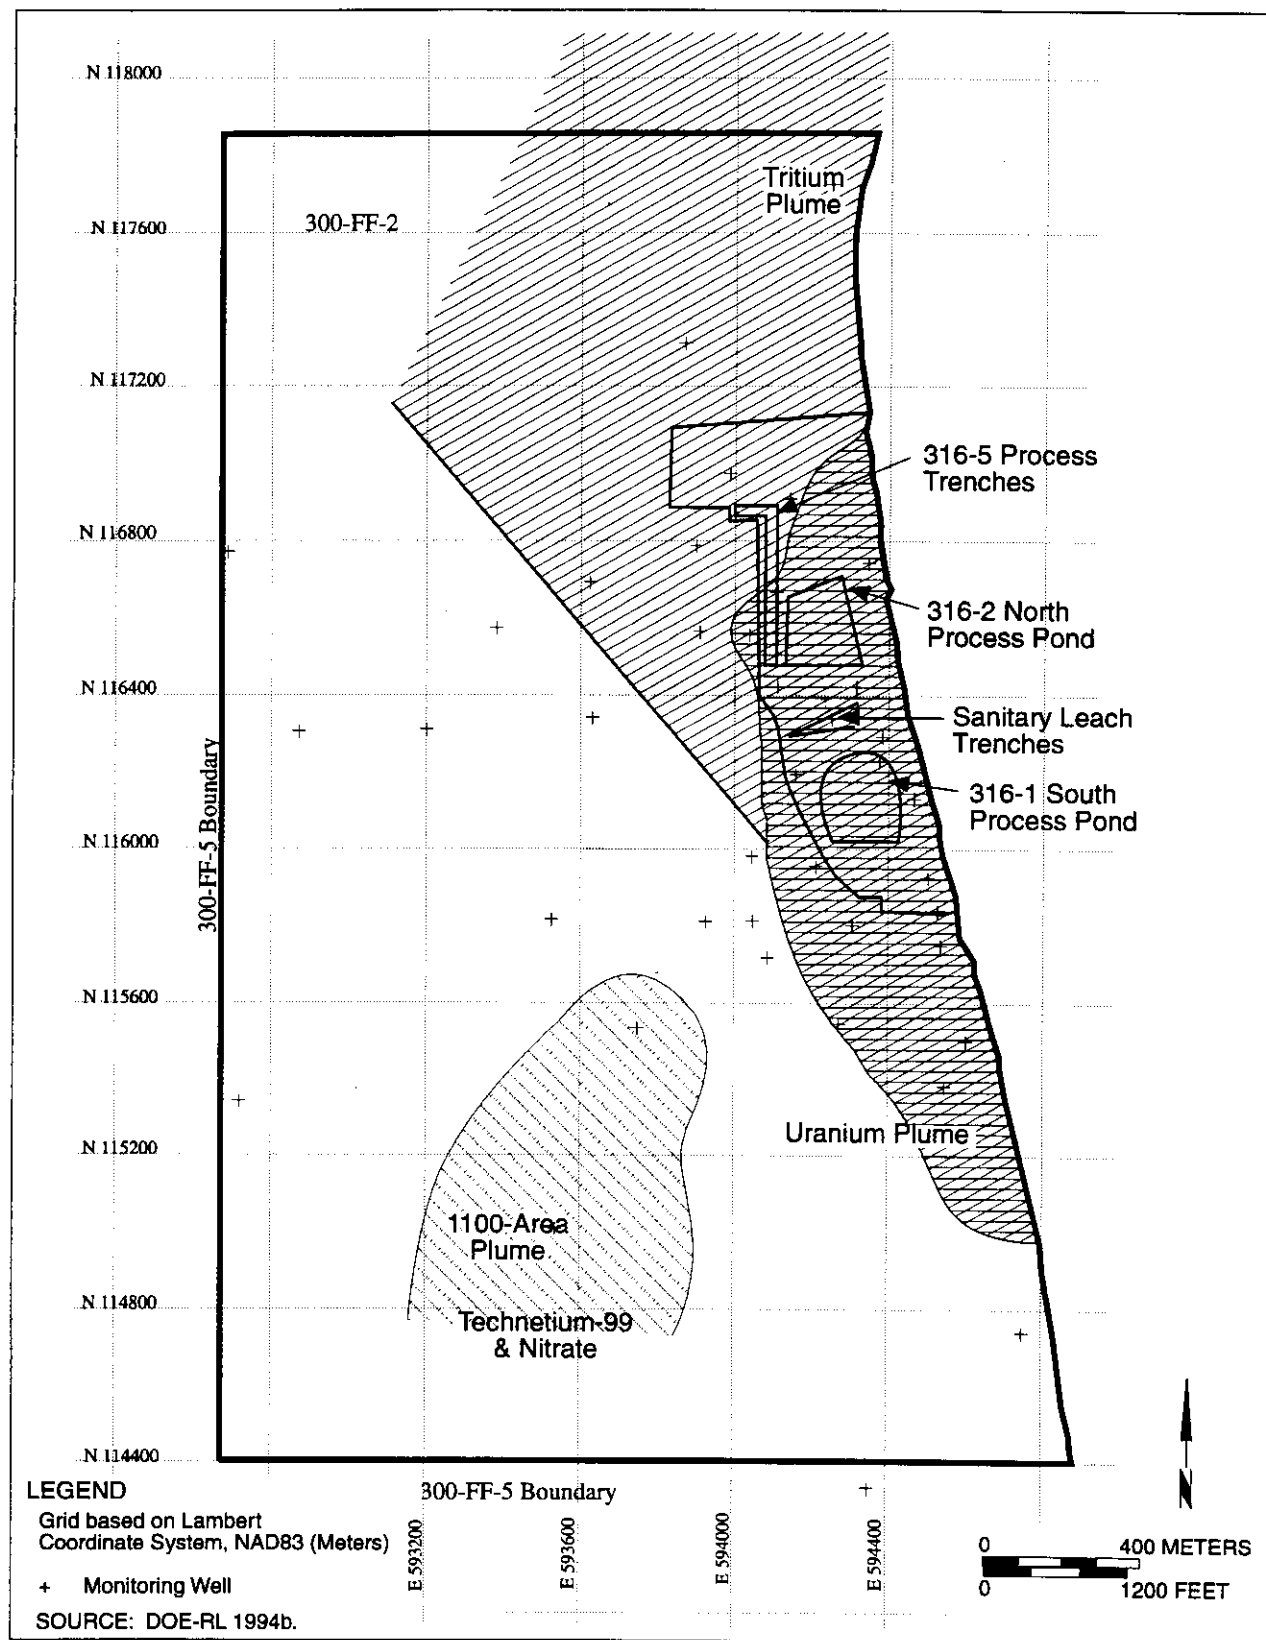 N 118000
Tritium
Plume
300-FF-2
N 117600
N 117200
316-5 Process
Trenches
N 116800
316-2 North
Process Pond
N 116400
Sanitary Leach
Trenches
316-1 South
Process Pond
N 116000
300-FF-5 Boundary
N 115600
Uranium Plume
N 115200
1100-Area
Plume
N 114800
Technetium-99
& Nitrate
N 114400
300-FF-5 Boundary
LEGEND
Grid based on Lambert
Coordinate System, NAD83 (Meters)
+ Monitoring Well
SOURCE: DOE-RL 1994b.
E 593200
E 593600
E 594000
E 594400
N
0 400 METERS
0 1200 FEET